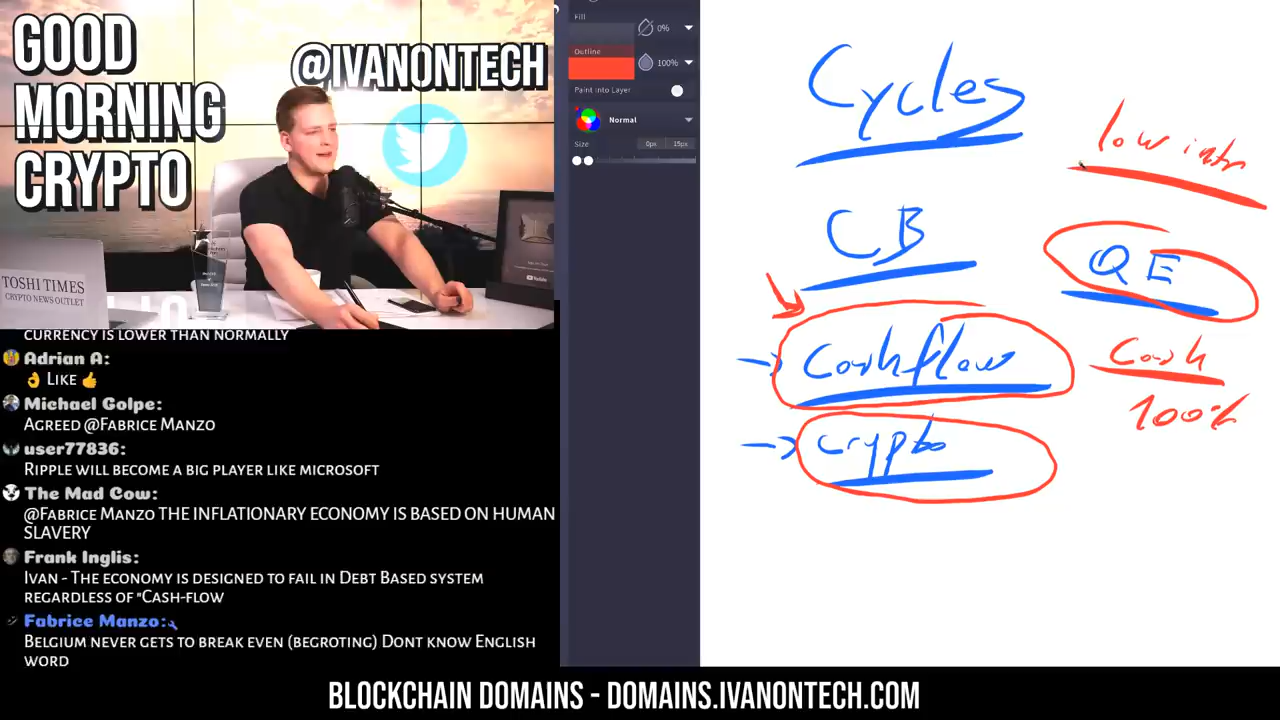 GOOD
MORNING
CRYPTO
@IVANONTECH
TOSHI TIMES
CRYPTO NEWS OUTLET
YouTube
CURRENCY IS LOWER THAN NORMALLY
Adrian A:
👌 LIKE 👍
Michael Golpe:
AGREED @FABRICE MANZO
user77836:
RIPPLE WILL BECOME A BIG PLAYER LIKE MICROSOFT
The Mad Cow:
@FABRICE MANZO THE INFLATIONARY ECONOMY IS BASED ON HUMAN
SLAVERY
Frank Inglis:
IVAN - THE ECONOMY IS DESIGNED TO FAIL IN DEBT BASED SYSTEM
REGARDLESS OF "CASH-FLOW
Fabrice Manzo:
BELGIUM NEVER GETS TO BREAK EVEN (BEGROTING) DONT KNOW ENGLISH
WORD
Fill
0%
Outline
100%
Paint Into Layer
Normal
Size
0px
15px
Cycles
low intr
CB
QE
Cashflow
Cash
100%
crypto
BLOCKCHAIN DOMAINS - DOMAINS.IVANONTECH.COM